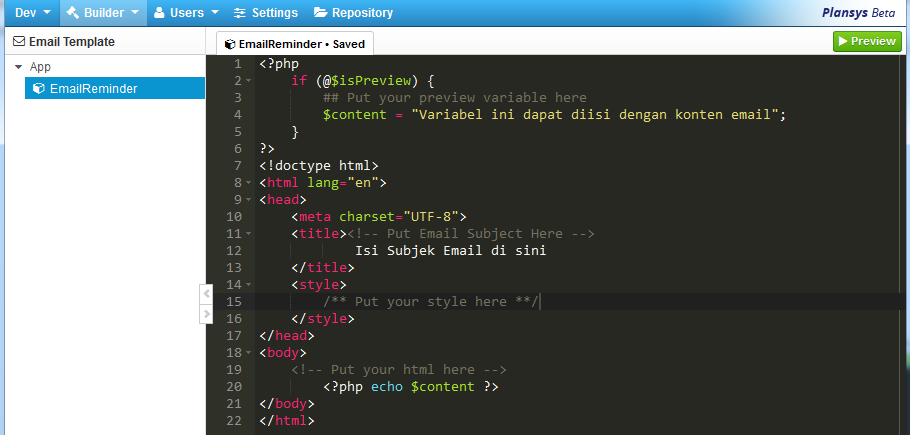 Dev Builder Users Settings Repository Plansys Beta
Email Template
EmailReminder • Saved
Preview
App
EmailReminder
1 <?php
2     if (@$isPreview) {
3         ## Put your preview variable here
4         $content = "Variabel ini dapat diisi dengan konten email";
5     }
6 ?>
7 <!doctype html>
8 <html lang="en">
9 <head>
10     <meta charset="UTF-8">
11     <title><!-- Put Email Subject Here -->
12             Isi Subjek Email di sini
13     </title>
14     <style>
15         /** Put your style here **/
16     </style>
17 </head>
18 <body>
19     <!-- Put your html here -->
20         <?php echo $content ?>
21 </body>
22 </html>